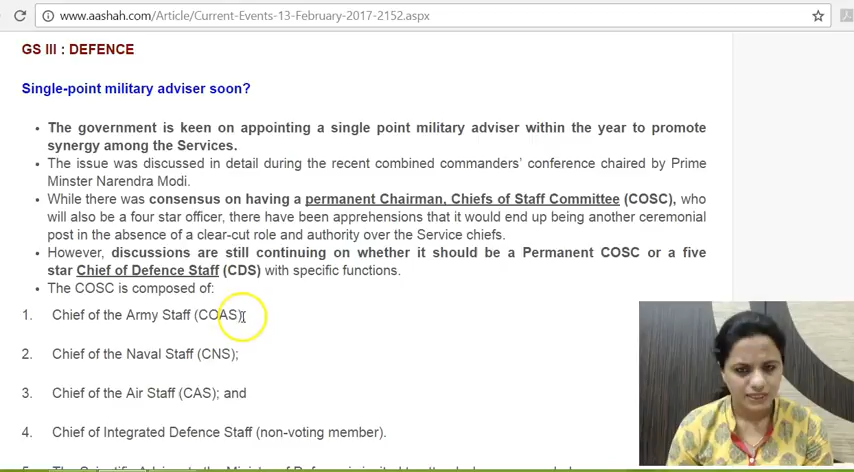 www.aashah.com/Article/Current-Events-13-February-2017-2152.aspx
GS III : DEFENCE
Single-point military adviser soon?
• The government is keen on appointing a single point military adviser within the year to promote
synergy among the Services.
• The issue was discussed in detail during the recent combined commanders’ conference chaired by Prime
Minster Narendra Modi.
• While there was consensus on having a permanent Chairman, Chiefs of Staff Committee (COSC), who
will also be a four star officer, there have been apprehensions that it would end up being another ceremonial
post in the absence of a clear-cut role and authority over the Service chiefs.
• However, discussions are still continuing on whether it should be a Permanent COSC or a five
star Chief of Defence Staff (CDS) with specific functions.
• The COSC is composed of:
1. Chief of the Army Staff (COAS);
2. Chief of the Naval Staff (CNS);
3. Chief of the Air Staff (CAS); and
4. Chief of Integrated Defence Staff (non-voting member).